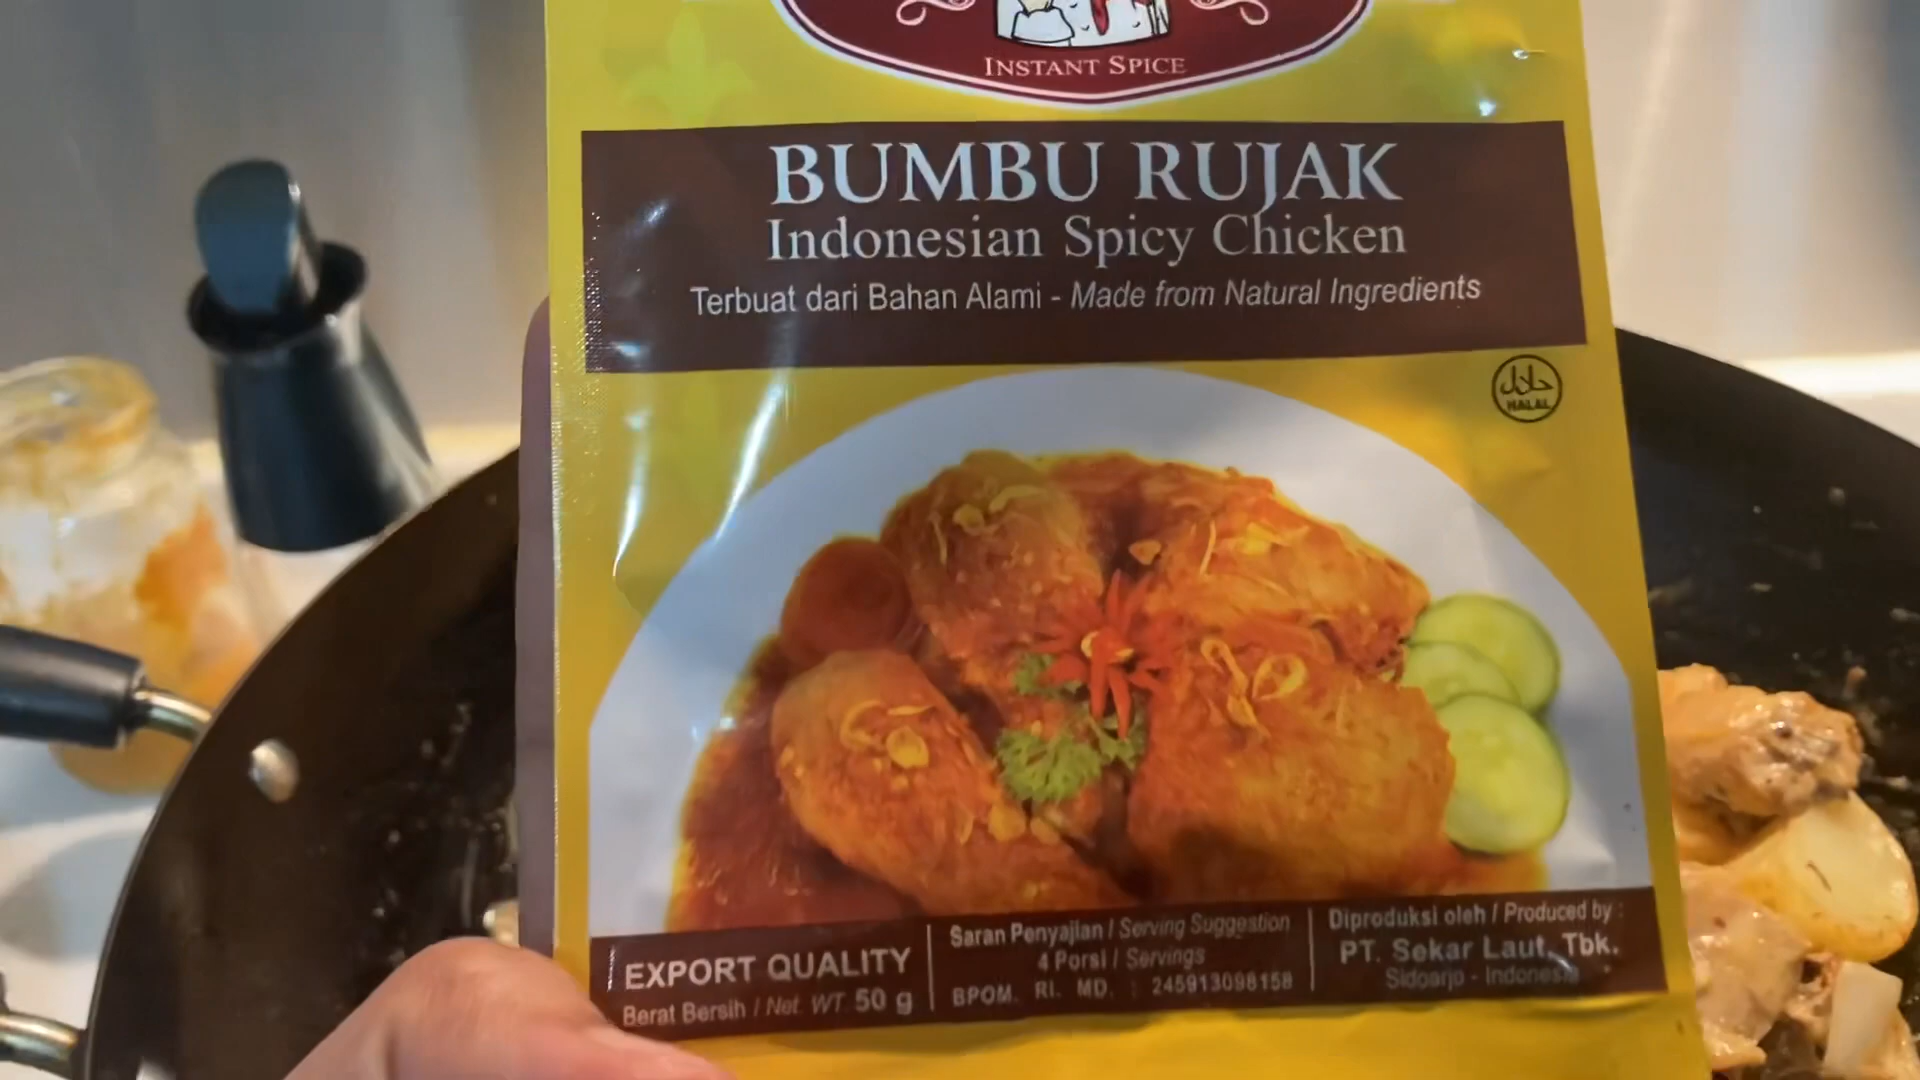 INSTANT SPICE
BUMBU RUJAK
Indonesian Spicy Chicken
Terbuat dari Bahan Alami - Made from Natural Ingredients
حلال
HALAL
EXPORT QUALITY
Berat Bersih / Net. WT. 50 g
Saran Penyajian / Serving Suggestion
4 Porsi / Servings
BPOM. RI. MD. : 245913098158
Diproduksi oleh / Produced by :
PT. Sekar Laut, Tbk.
Sidoarjo - Indonesia